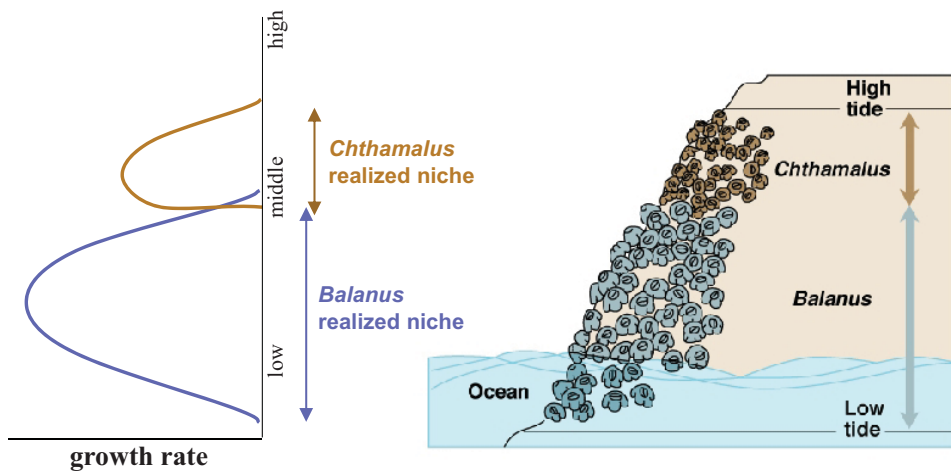 high
middle
low
growth rate
Chthamalus
realized niche
Balanus
realized niche
High
tide
Chthamalus
Balanus
Ocean
Low
tide